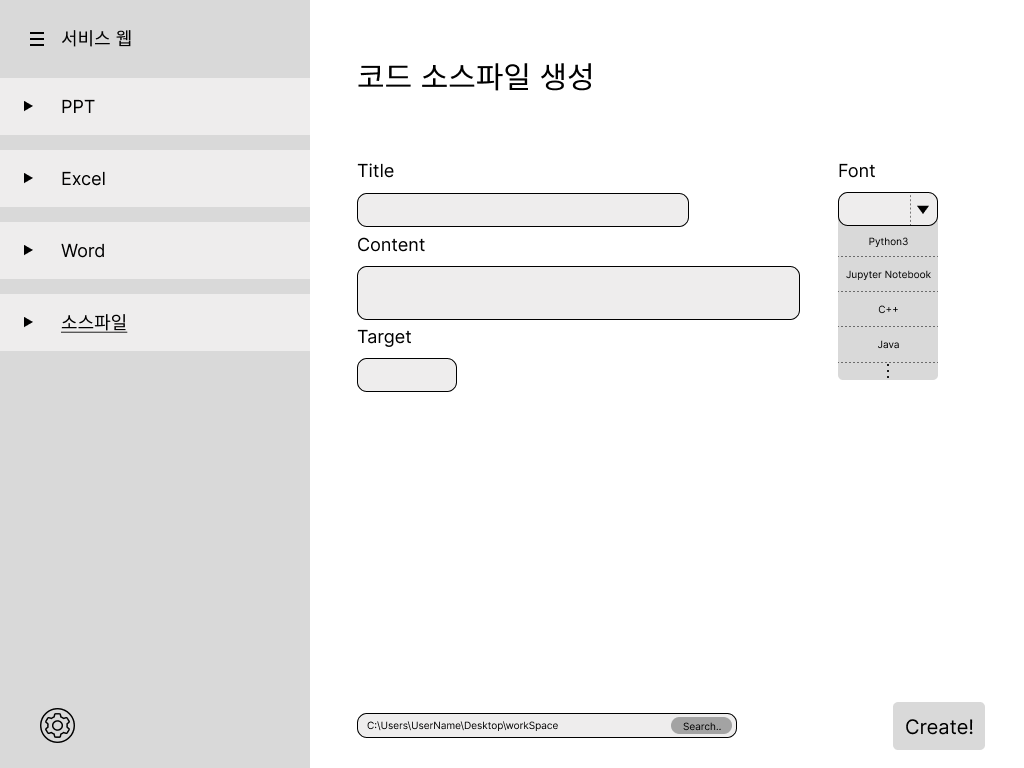 서비스 웹
PPT
Excel
Word
소스파일
코드 소스파일 생성
Title
Content
Target
Font
Python3
Jupyter Notebook
C++
Java
C:\Users\UserName\Desktop\workSpace
Search..
Create!